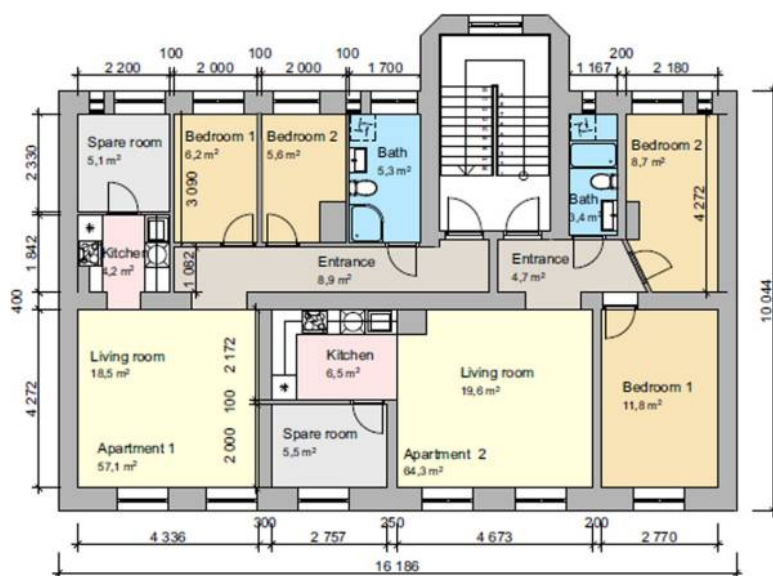 100 100 100 200
2 200 2 000 2 000 1 700 1 167 2 180
Spare room
5,1 m²
Bedroom 1
6,2 m²
Bedroom 2
5,6 m²
Bath
5,3 m²
Bedroom 2
8,7 m²
2 330
3 090
4 272
Bath
3,4 m²
Kitchen
4,2 m²
1 842
1 082
Entrance
8,9 m²
Entrance
4,7 m²
400
10 044
Living room
18,5 m²
Kitchen
6,5 m²
Living room
19,6 m²
Bedroom 1
11,8 m²
4 272
2 172
100
2 000
Spare room
5,5 m²
Apartment 1
57,1 m²
Apartment 2
64,3 m²
300 250 200
4 336 2 757 4 673 2 770
16 186